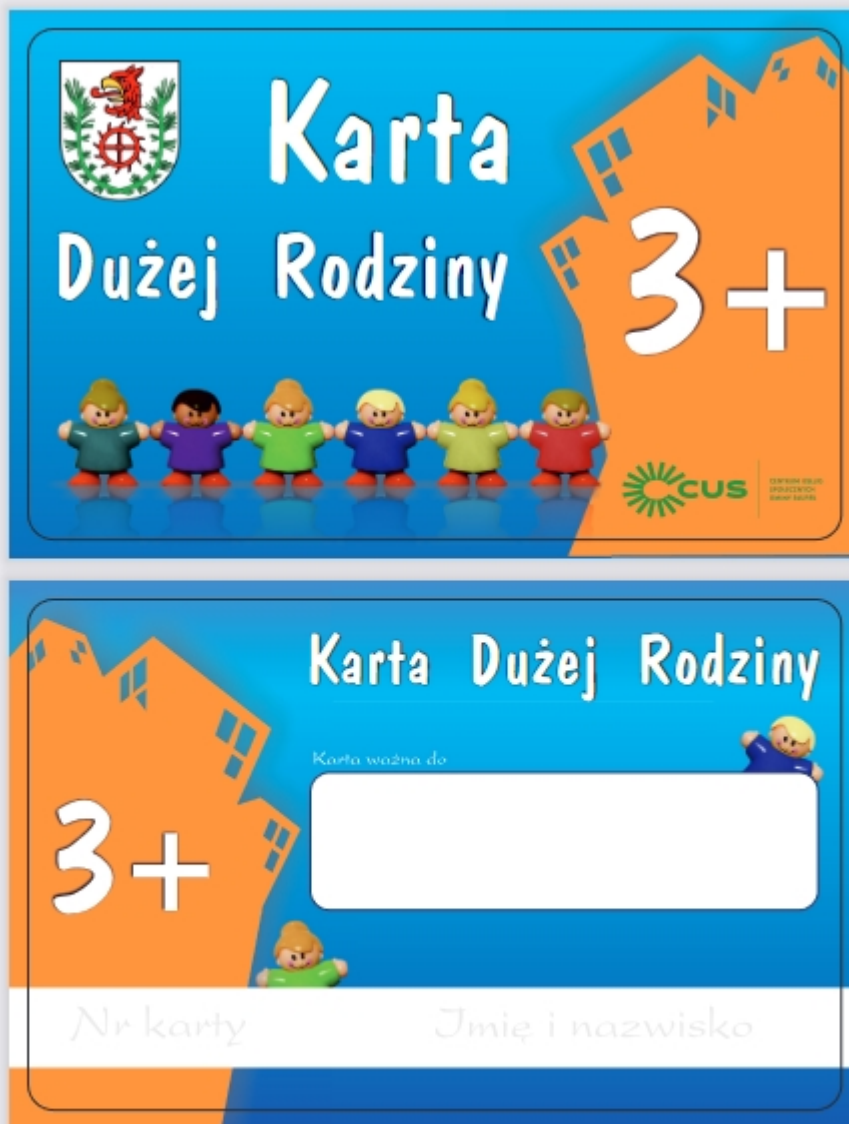 Karta
Dużej Rodziny
3+
CUS
Karta Dużej Rodziny
Karta ważna do
3+
Nr karty Imię i nazwisko